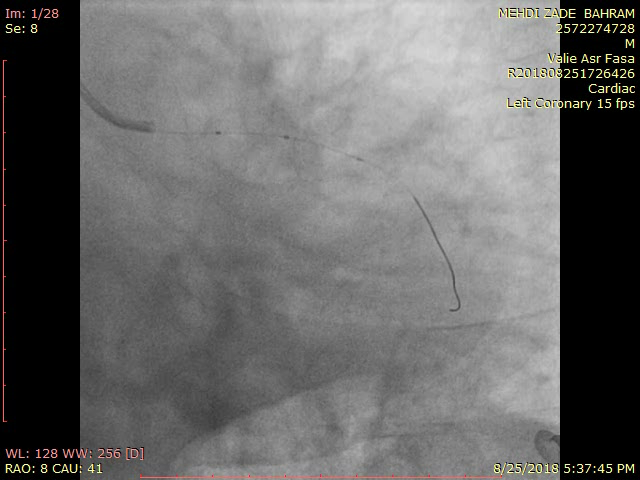 Im: 1/28
Se: 8
MEHDI ZADE BAHRAM
2572274728
M
Valie Asr Fasa
R201808251726426
Cardiac
Left Coronary 15 fps
WL: 128 WW: 256 [D]
RAO: 8 CAU: 41
8/25/2018 5:37:45 PM